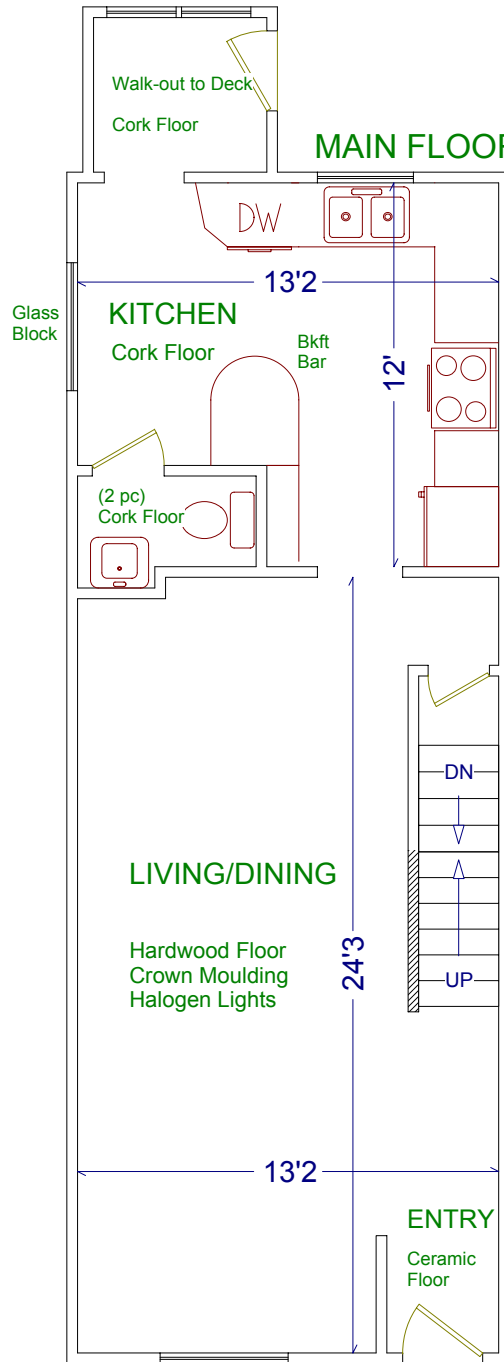 Walk-out to Deck
Cork Floor
MAIN FLOOR
DW
13'2
Glass
Block
KITCHEN
Cork Floor
Bkft
Bar
12'
(2 pc)
Cork Floor
DN
LIVING/DINING
Hardwood Floor
Crown Moulding
Halogen Lights
24'3
UP
13'2
ENTRY
Ceramic
Floor